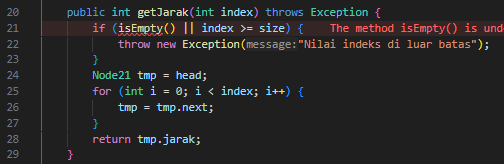 20 public int getJarak(int index) throws Exception {
21 if (isEmpty() || index >= size) { The method isEmpty() is und
22 throw new Exception(message:"Nilai indeks di luar batas");
23 }
24 Node21 tmp = head;
25 for (int i = 0; i < index; i++) {
26 tmp = tmp.next;
27 }
28 return tmp.jarak;
29 }